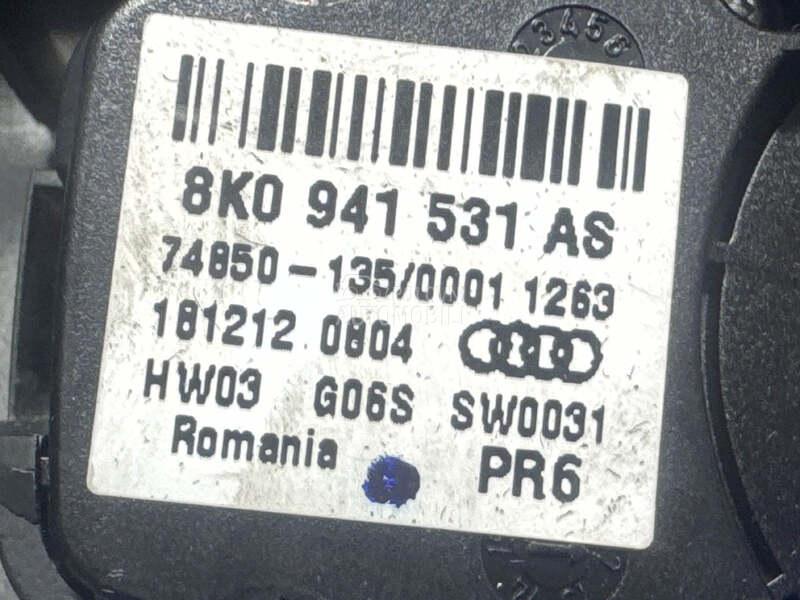 8K0 941 531 AS
74850-135/0001 1263
181212 0804
HW03 G06S SW0031
Romania PR6